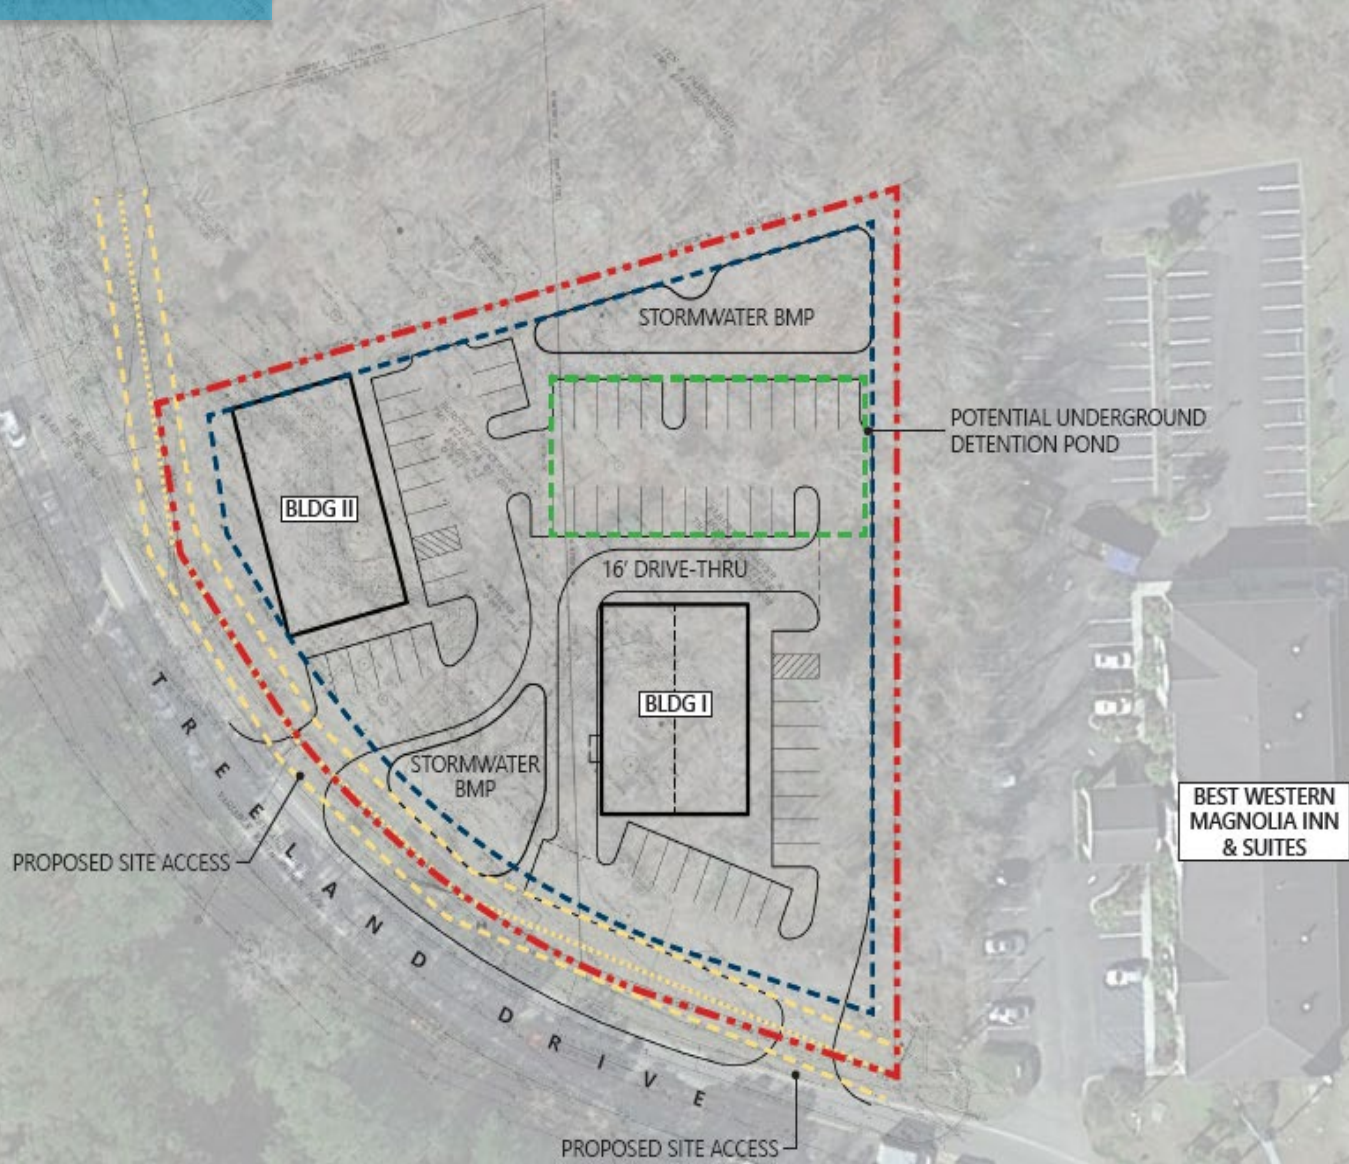 STORMWATER BMP
POTENTIAL UNDERGROUND
DETENTION POND
BLDG II
16' DRIVE-THRU
BLDG I
STORMWATER
BMP
BEST WESTERN
MAGNOLIA INN
& SUITES
PROPOSED SITE ACCESS
TRELAND DRIVE
PROPOSED SITE ACCESS